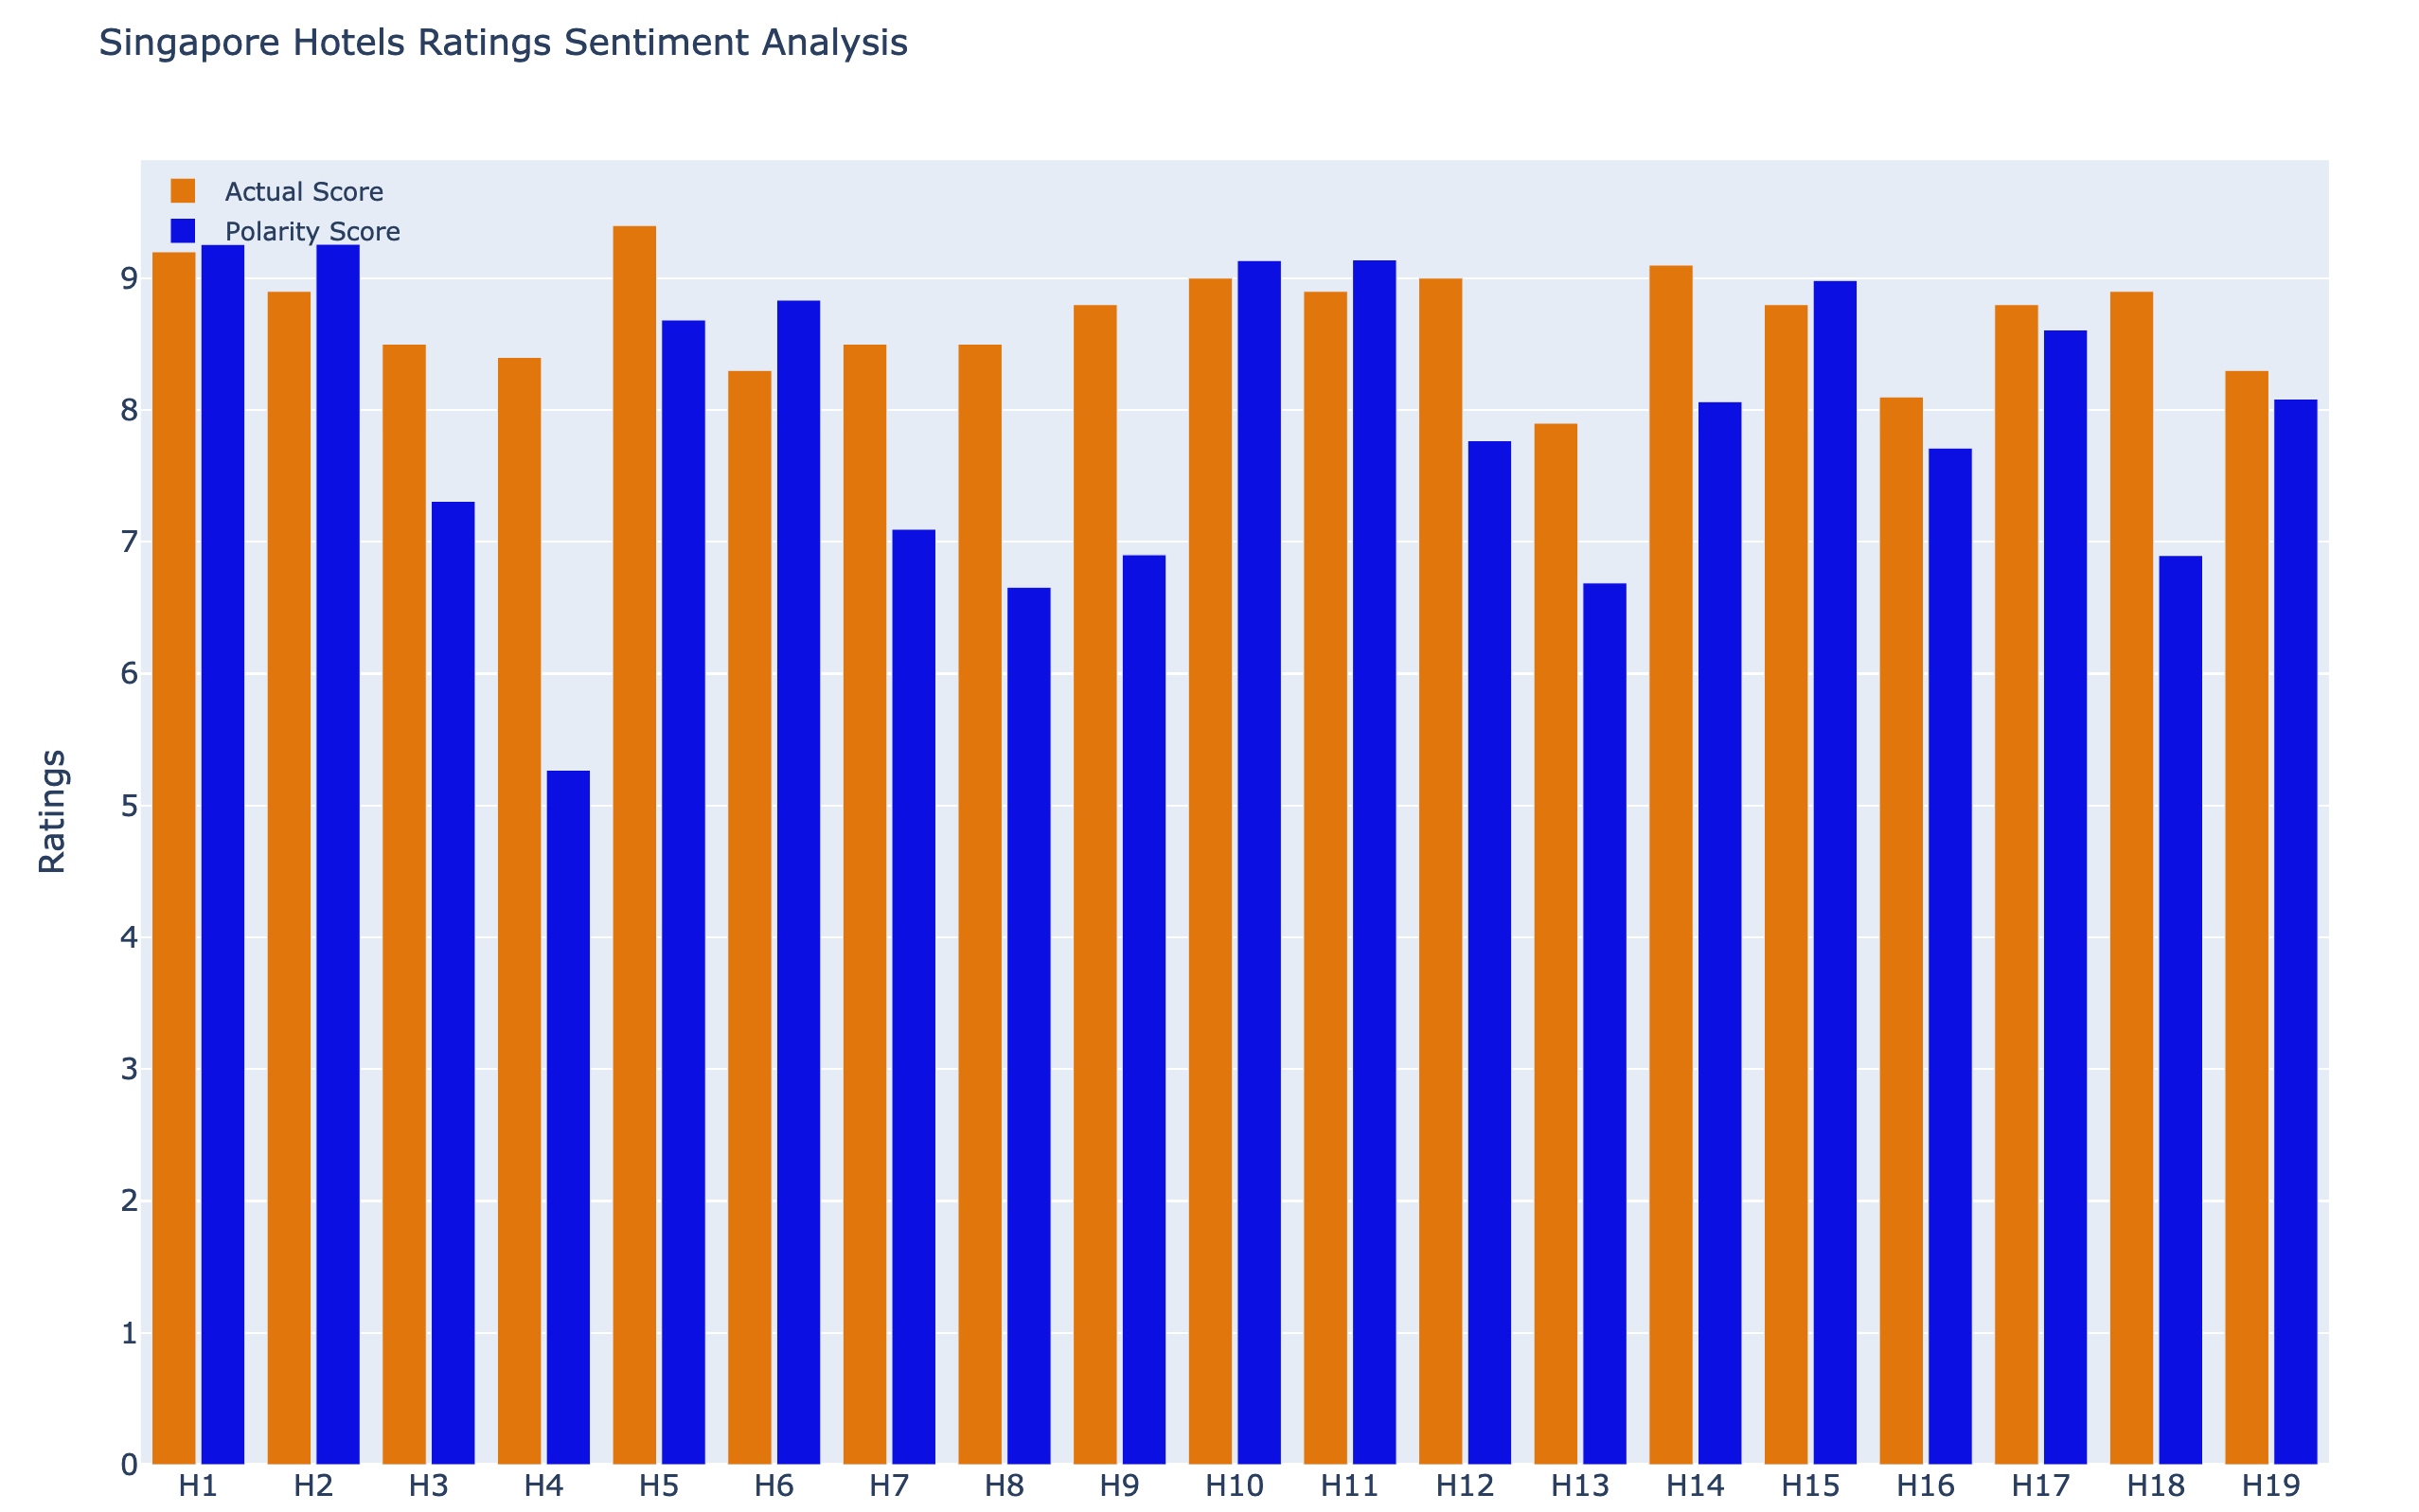 Singapore Hotels Ratings Sentiment Analysis
Actual Score
Polarity Score
Ratings
9
8
7
6
5
4
3
2
1
0
H1 H2 H3 H4 H5 H6 H7 H8 H9 H10 H11 H12 H13 H14 H15 H16 H17 H18 H19